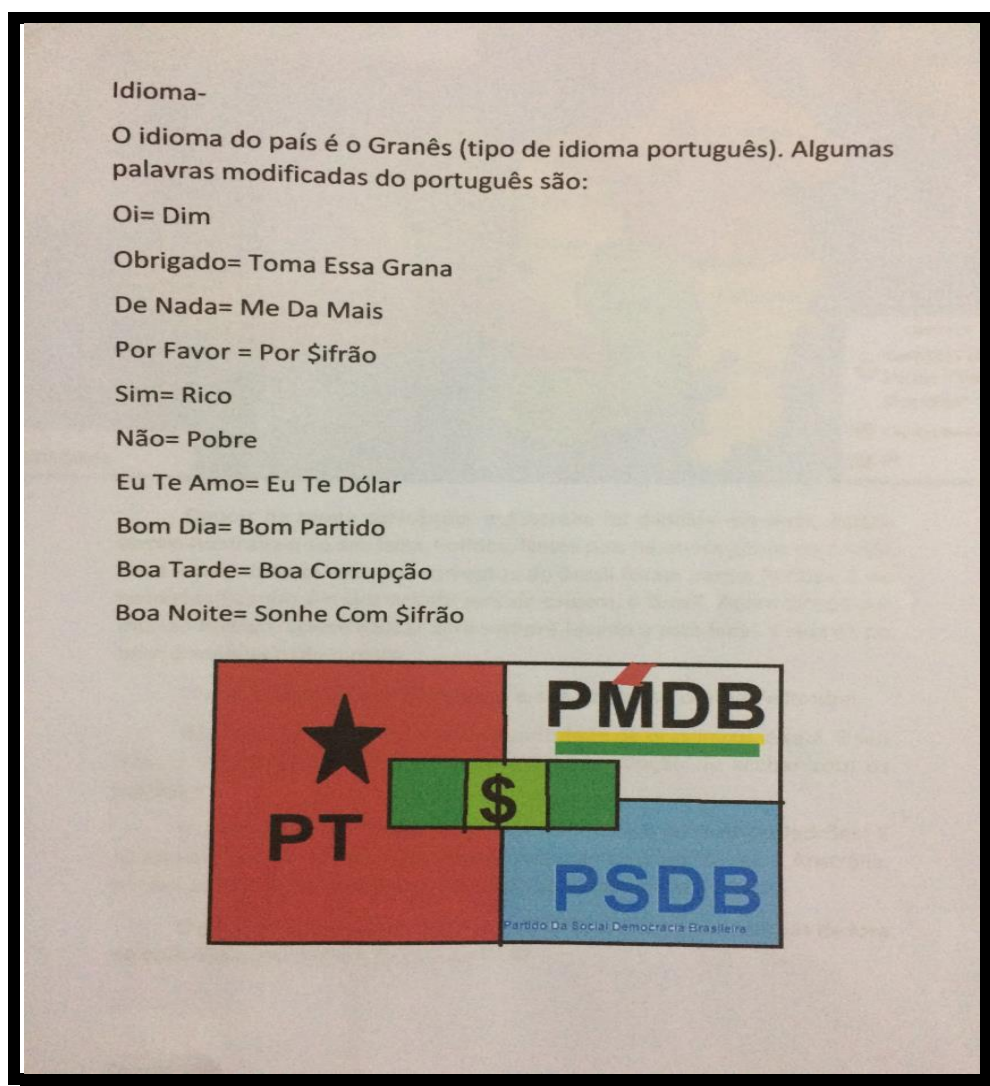 Idioma-
O idioma do país é o Granês (tipo de idioma português). Algumas
palavras modificadas do português são:
Oi= Dim
Obrigado= Toma Essa Grana
De Nada= Me Da Mais
Por Favor = Por $ifrão
Sim= Rico
Não= Pobre
Eu Te Amo= Eu Te Dólar
Bom Dia= Bom Partido
Boa Tarde= Boa Corrupção
Boa Noite= Sonhe Com $ifrão
PMDB
$
PT
PSDB
Partido Da Social Democracia Brasileira